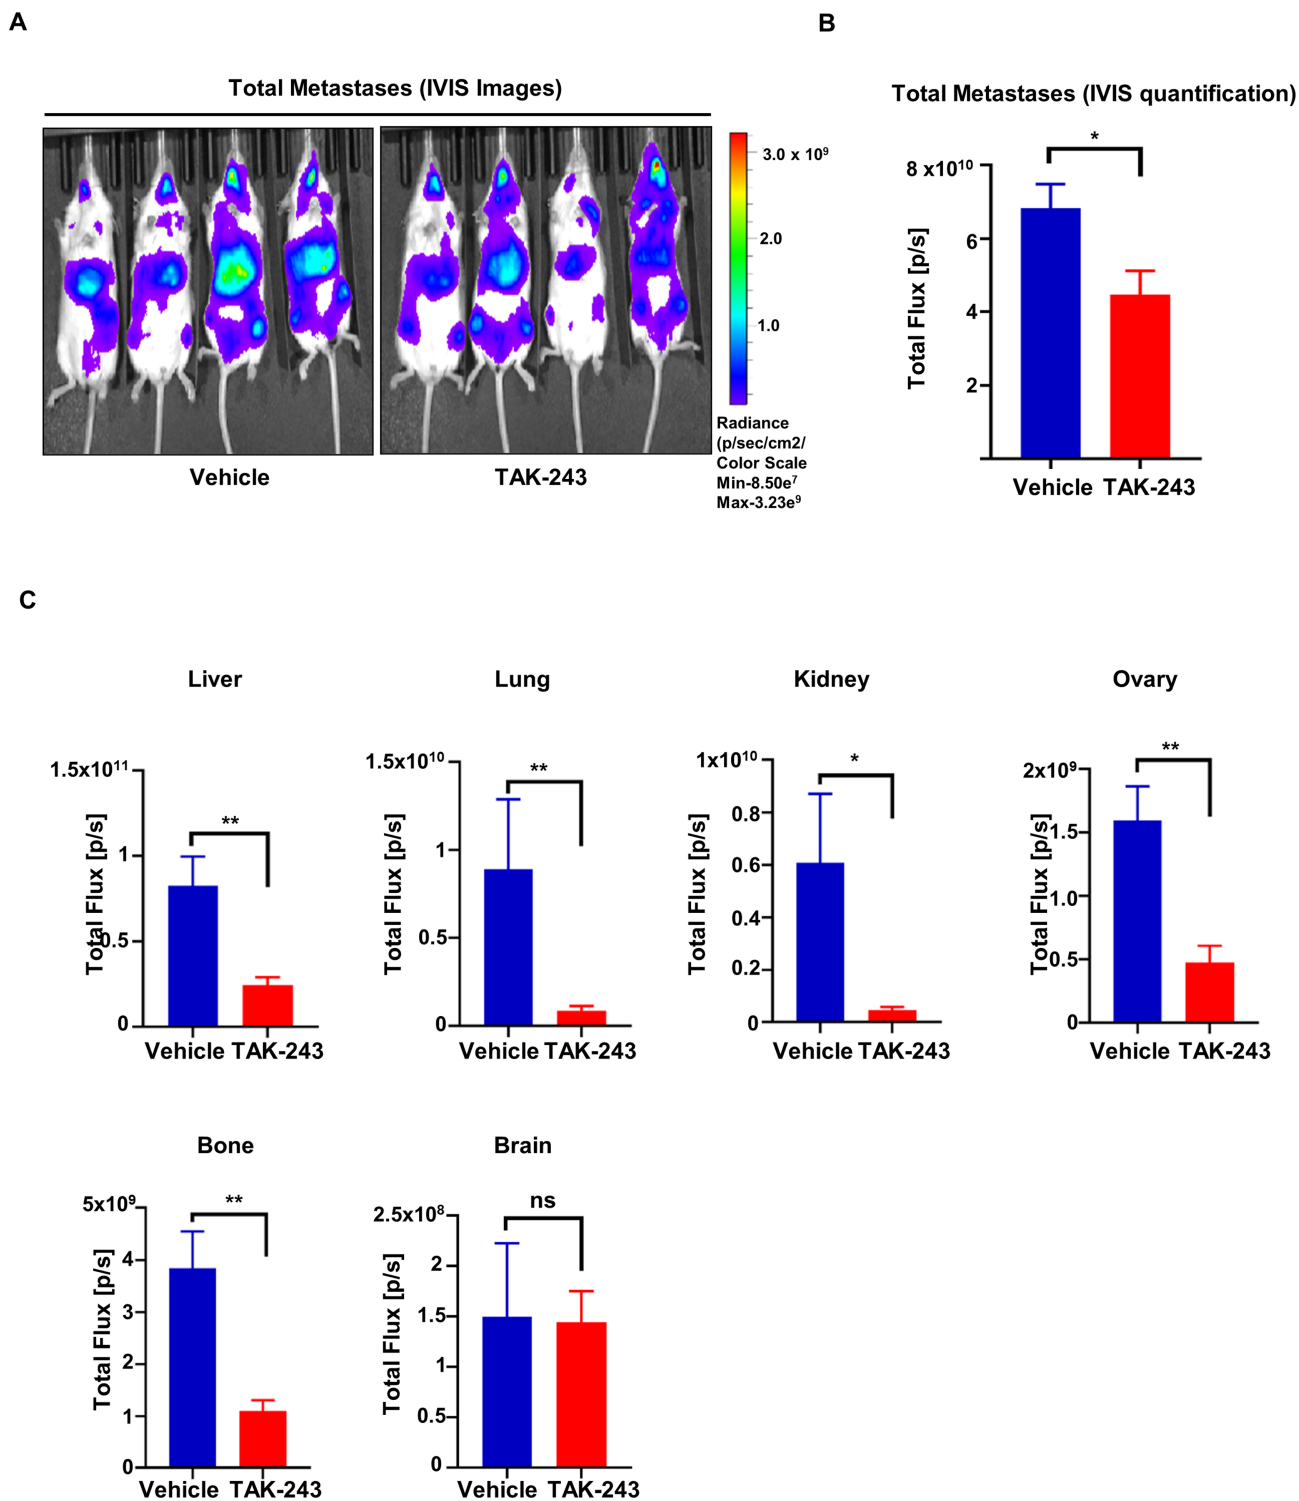 A
B
Total Metastases (IVIS Images)
Total Metastases (IVIS quantification)
3.0 x 10⁹
2.0
1.0
Radiance
(p/sec/cm2/
Color Scale
Min-8.50e⁷
Max-3.23e⁹
Vehicle
TAK-243
*
8 x10¹⁰
6
4
2
Total Flux [p/s]
Vehicle TAK-243
C
Liver
1.5x10¹¹
1
0.5
0
Total Flux [p/s]
**
Vehicle TAK-243
Lung
1.5x10¹⁰
1
0.5
0
Total Flux [p/s]
**
Vehicle TAK-243
Kidney
1x10¹⁰
0.8
0.6
0.4
0.2
0
Total Flux [p/s]
*
Vehicle TAK-243
Ovary
2x10⁹
1.5
1.0
0.5
0
Total Flux [p/s]
**
Vehicle TAK-243
Bone
5x10⁹
4
3
2
1
0
Total Flux [p/s]
**
Vehicle TAK-243
Brain
2.5x10⁸
2
1.5
1
0.5
0
Total Flux [p/s]
ns
Vehicle TAK-243